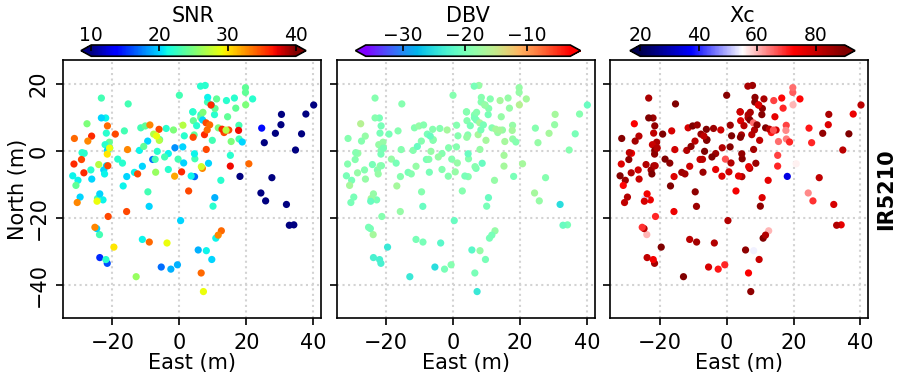 SNR DBV Xc
10 20 30 40 −30 −20 −10 20 40 60 80
20
0
−20
−40
North (m)
−20 0 20 40 −20 0 20 40 −20 0 20 40
East (m) East (m) East (m)
IR5210